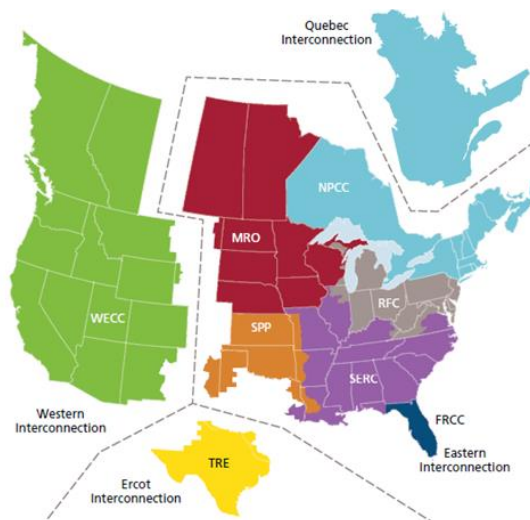 Quebec
Interconnection
NPCC
MRO
RFC
WECC
SPP
SERC
Western
Interconnection
FRCC
Eastern
Interconnection
TRE
Ercot
Interconnection